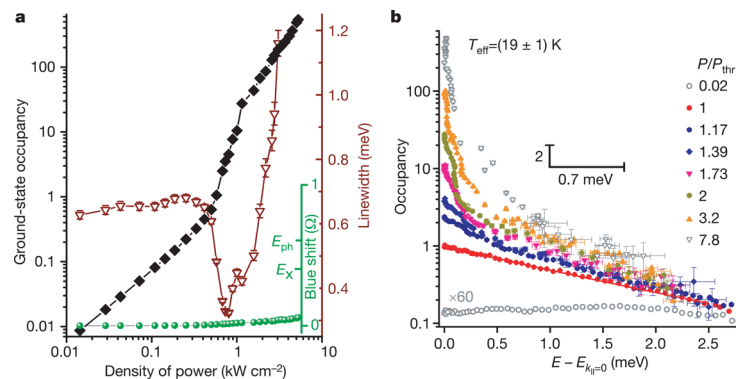 a
Ground-state occupancy
100
10
1
0.1
0.01
0.01
0.1
1
10
Density of power (kW cm⁻²)
1.2
1.0
0.8
0.6
0.4
Linewidth (meV)
1
0
Blue shift (Ω)
E_ph
E_X
b
T_eff=(19 ± 1) K
P/P_thr
0.02
1
1.17
1.39
1.73
2
3.2
7.8
2
0.7 meV
×60
Occupancy
100
10
1
0.1
0.0
0.5
1.0
1.5
2.0
2.5
E – E_k∥=0 (meV)